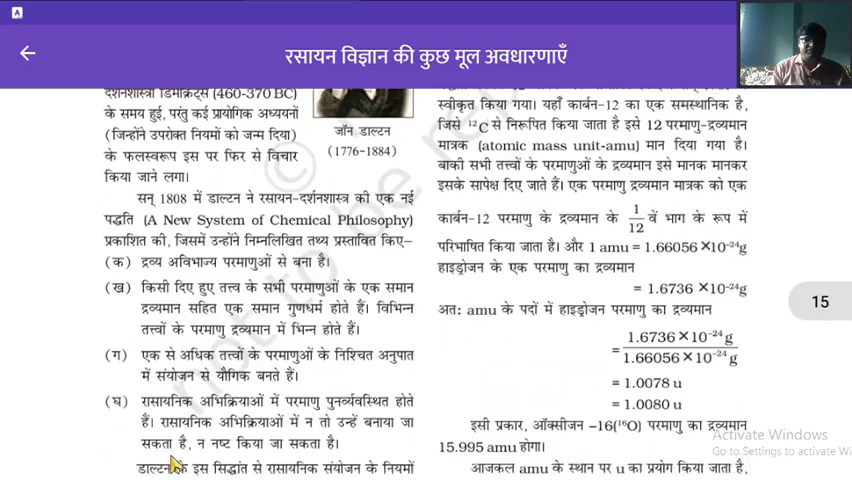 A
रसायन विज्ञान की कुछ मूल अवधारणाएँ
दर्शनशास्त्री डिमॉक्रेट्स (460-370 BC)
के समय हुई, परंतु कई प्रायोगिक अध्ययनों
(जिन्होंने उपरोक्त नियमों को जन्म दिया)
के फलस्वरूप इस पर फिर से विचार
किया जाने लगा।
जॉन डाल्टन
(1776-1884)
सन् 1808 में डाल्टन ने रसायन-दर्शनशास्त्र की एक नई
पद्धति (A New System of Chemical Philosophy)
प्रकाशित की, जिसमें उन्होंने निम्नलिखित तथ्य प्रस्तावित किए–
(क) द्रव्य अविभाज्य परमाणुओं से बना है।
(ख) किसी दिए हुए तत्त्व के सभी परमाणुओं के एक समान
द्रव्यमान सहित एक समान गुणधर्म होते हैं। विभिन्न
तत्त्वों के परमाणु द्रव्यमान में भिन्न होते हैं।
(ग) एक से अधिक तत्त्वों के परमाणुओं के निश्चित अनुपात
में संयोजन से यौगिक बनते हैं।
(घ) रासायनिक अभिक्रियाओं में परमाणु पुनर्व्यवस्थित होते
हैं। रासायनिक अभिक्रियाओं में न तो उन्हें बनाया जा
सकता है, न नष्ट किया जा सकता है।
डाल्टन के इस सिद्धांत से रासायनिक संयोजन के नियमों
स्वीकृत किया गया। यहाँ कार्बन-12 का एक समस्थानिक है,
जिसे ¹²C से निरूपित किया जाता है इसे 12 परमाणु-द्रव्यमान
मात्रक (atomic mass unit-amu) मान दिया गया है।
बाकी सभी तत्त्वों के परमाणुओं के द्रव्यमान इसे मानक मानकर
इसके सापेक्ष दिए जाते हैं। एक परमाणु द्रव्यमान मात्रक को एक
कार्बन-12 परमाणु के द्रव्यमान के 1/12 वें भाग के रूप में
परिभाषित किया जाता है। और 1 amu = 1.66056 ×10⁻²⁴g
हाइड्रोजन के एक परमाणु का द्रव्यमान
= 1.6736 ×10⁻²⁴g
अत: amu के पदों में हाइड्रोजन परमाणु का द्रव्यमान
1.6736 × 10⁻²⁴ g
= 1.66056 × 10⁻²⁴ g
= 1.0078 u
= 1.0080 u
इसी प्रकार, ऑक्सीजन –16(¹⁶O) परमाणु का द्रव्यमान
15.995 amu होगा।
आजकल amu के स्थान पर u का प्रयोग किया जाता है,
15
© not to be re
Activate Windows
Go to Settings to activate Wi